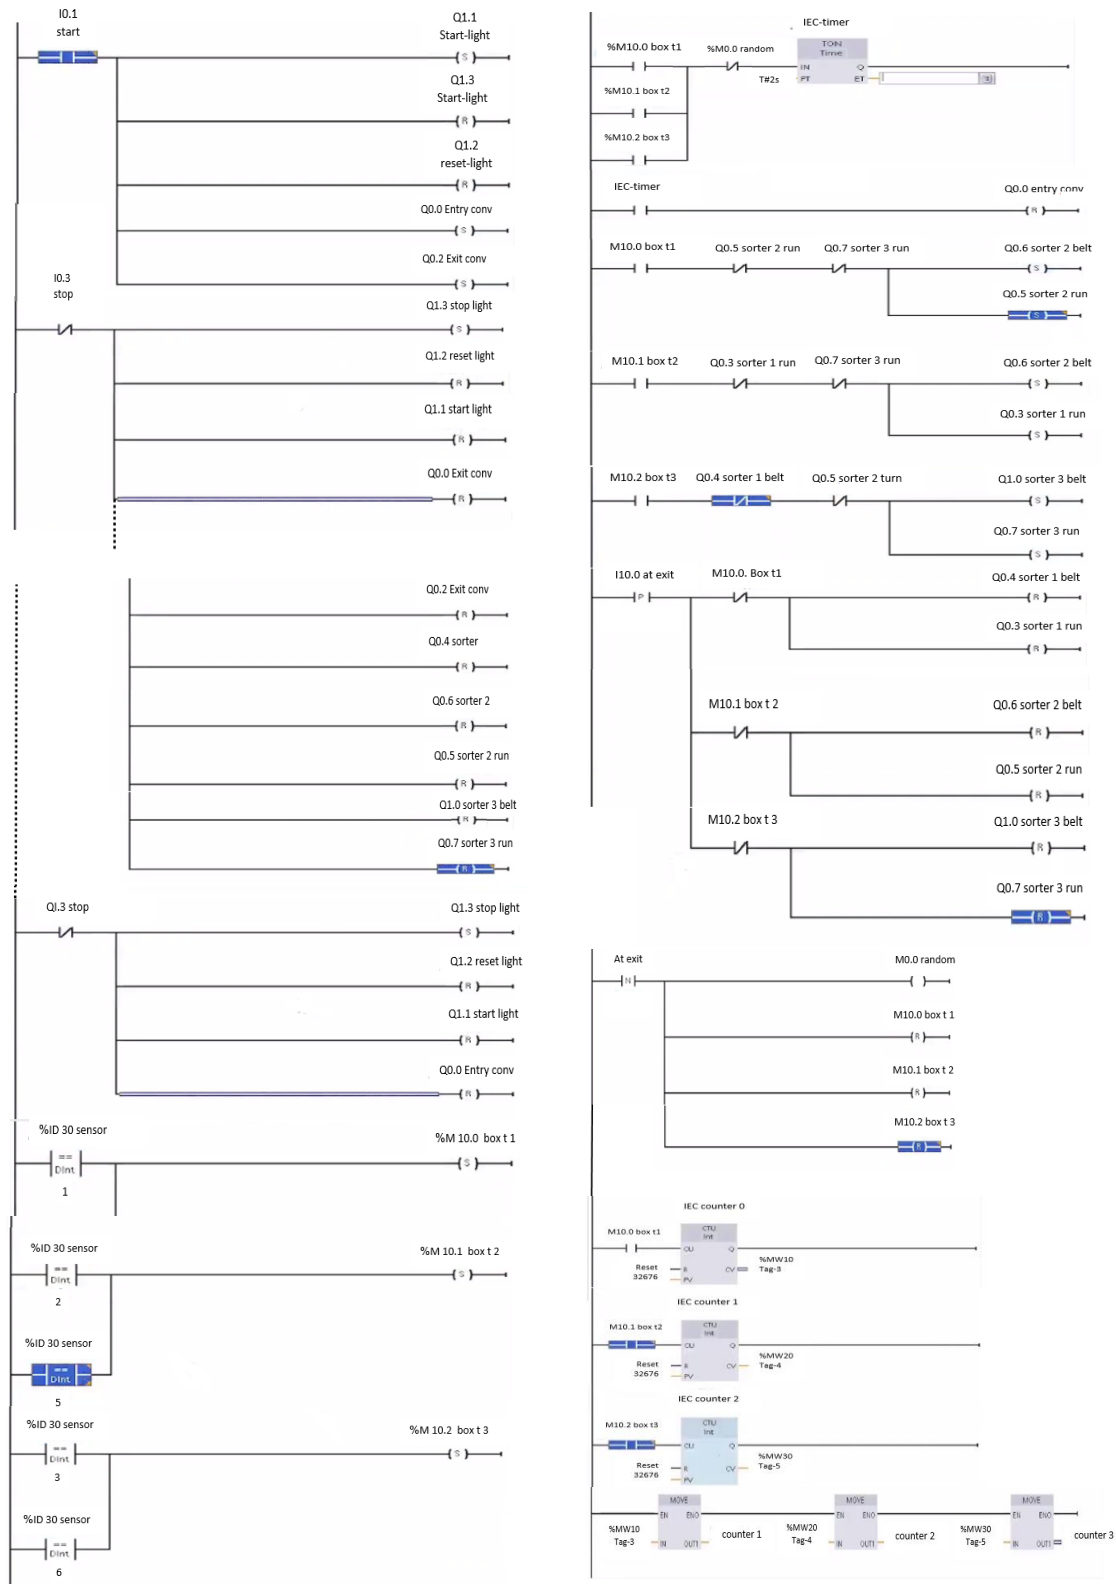 I0.1
start
Q1.1
Start-light
S
Q1.3
Start-light
R
Q1.2
reset-light
R
Q0.0 Entry conv
S
Q0.2 Exit conv
S
I0.3
stop
Q1.3 stop light
S
Q1.2 reset light
R
Q1.1 start light
R
Q0.0 Exit conv
R
Q0.2 Exit conv
R
Q0.4 sorter
R
Q0.6 sorter 2
R
Q0.5 sorter 2 run
R
Q1.0 sorter 3 belt
R
Q0.7 sorter 3 run
R
QI.3 stop
Q1.3 stop light
S
Q1.2 reset light
R
Q1.1 start light
R
Q0.0 Entry conv
R
%ID 30 sensor
==
DInt
1
%M 10.0 box t 1
S
%ID 30 sensor
==
DInt
2
%M 10.1 box t 2
S
%ID 30 sensor
==
DInt
5
%ID 30 sensor
==
DInt
3
%M 10.2 box t 3
S
%ID 30 sensor
==
DInt
6
IEC-timer
%M10.0 box t1
%M0.0 random
Time
IN Q
T#2s PT ET
%M10.1 box t2
%M10.2 box t3
IEC-timer
Q0.0 entry conv
R
M10.0 box t1 Q0.5 sorter 2 run Q0.7 sorter 3 run Q0.6 sorter 2 belt
S
Q0.5 sorter 2 run
S
M10.1 box t2 Q0.3 sorter 1 run Q0.7 sorter 3 run Q0.6 sorter 2 belt
S
Q0.3 sorter 1 run
S
M10.2 box t3 Q0.4 sorter 1 belt Q0.5 sorter 2 turn Q1.0 sorter 3 belt
S
Q0.7 sorter 3 run
S
I10.0 at exit M10.0. Box t1 Q0.4 sorter 1 belt
P R
Q0.3 sorter 1 run
R
M10.1 box t 2 Q0.6 sorter 2 belt
R
Q0.5 sorter 2 run
R
M10.2 box t 3 Q1.0 sorter 3 belt
R
Q0.7 sorter 3 run
R
At exit M0.0 random
N
M10.0 box t 1
R
M10.1 box t 2
R
M10.2 box t 3
R
IEC counter 0
M10.0 box t1
CTU
Int
CU Q
Reset R CV
32676 PV
%MW10
Tag-3
IEC counter 1
M10.1 box t2
CTU
Int
CU Q
Reset R CV
32676 PV
%MW20
Tag-4
IEC counter 2
M10.2 box t3
CTU
Int
CU Q
Reset R CV
32676 PV
%MW30
Tag-5
MOVE MOVE MOVE
EN ENO EN ENO EN ENO
%MW10
Tag-3 IN OUT1 counter 1
%MW20
Tag-4 IN OUT1 counter 2
%MW30
Tag-5 IN OUT1 counter 3